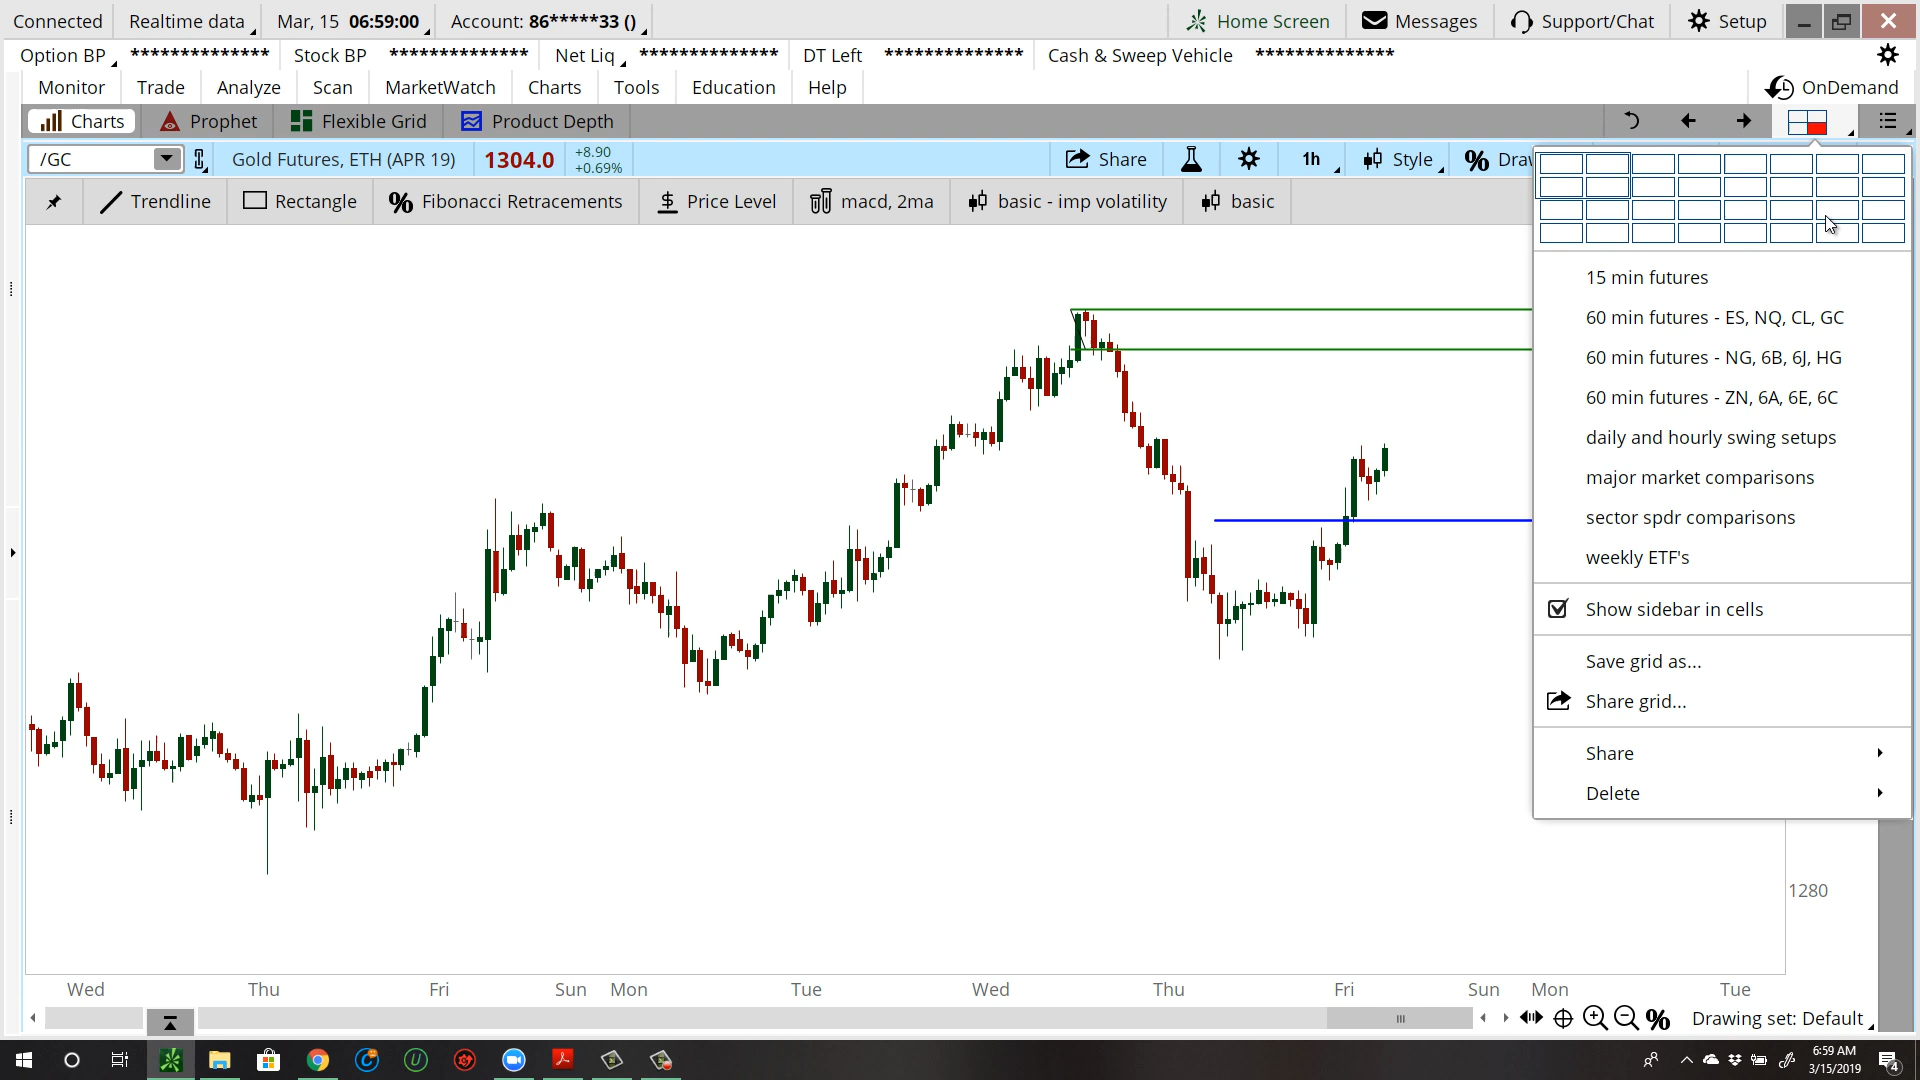 Connected Realtime data Mar, 15 06:59:00 Account: 86*****33 () Home Screen Messages Support/Chat Setup
Option BP ************** Stock BP ************** Net Liq ************** DT Left ************** Cash & Sweep Vehicle **************
Monitor Trade Analyze Scan MarketWatch Charts Tools Education Help OnDemand
Charts Prophet Flexible Grid Product Depth
/GC Gold Futures, ETH (APR 19) 1304.0 +8.90 Share 1h Style % Draw
+0.69%
Trendline Rectangle % Fibonacci Retracements $ Price Level macd, 2ma basic - imp volatility basic
15 min futures
60 min futures - ES, NQ, CL, GC
60 min futures - NG, 6B, 6J, HG
60 min futures - ZN, 6A, 6E, 6C
daily and hourly swing setups
major market comparisons
sector spdr comparisons
weekly ETF's
Show sidebar in cells
Save grid as...
Share grid...
Share
Delete
1280
Wed Thu Fri Sun Mon Tue Wed Thu Fri Sun Mon Tue
% Drawing set: Default
6:59 AM
3/15/2019
4